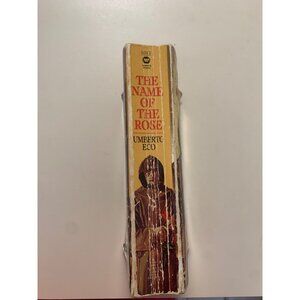 THE
NAME
OF
THE
ROSE
UMBERTO
ECO